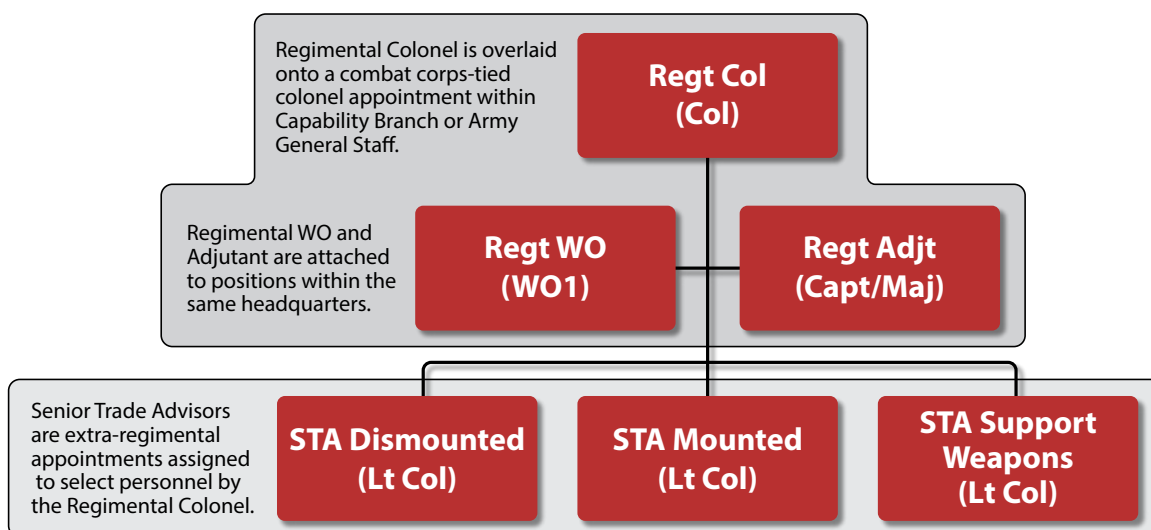 Regimental Colonel is overlaid
onto a combat corps-tied
colonel appointment within
Capability Branch or Army
General Staff.
Regt Col
(Col)
Regimental WO and
Adjutant are attached
to positions within the
same headquarters.
Regt WO
(WO1)
Regt Adjt
(Capt/Maj)
Senior Trade Advisors
are extra-regimental
appointments assigned
to select personnel by
the Regimental Colonel.
STA Dismounted
(Lt Col)
STA Mounted
(Lt Col)
STA Support
Weapons
(Lt Col)